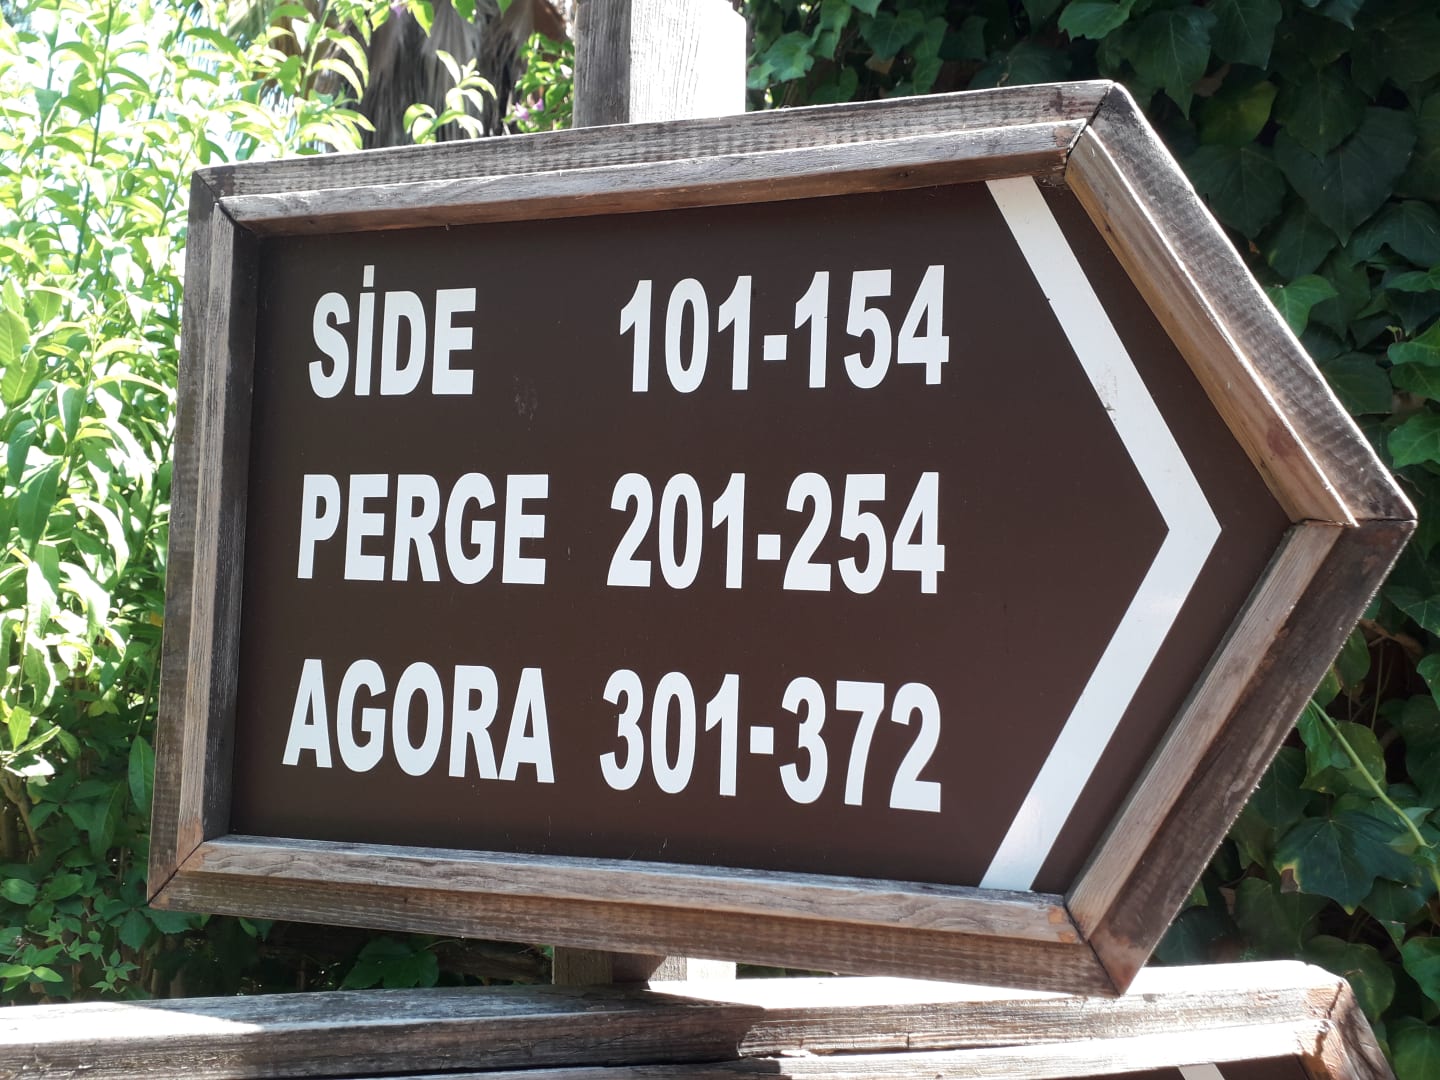 SİDE 101-154
PERGE 201-254
AGORA 301-372